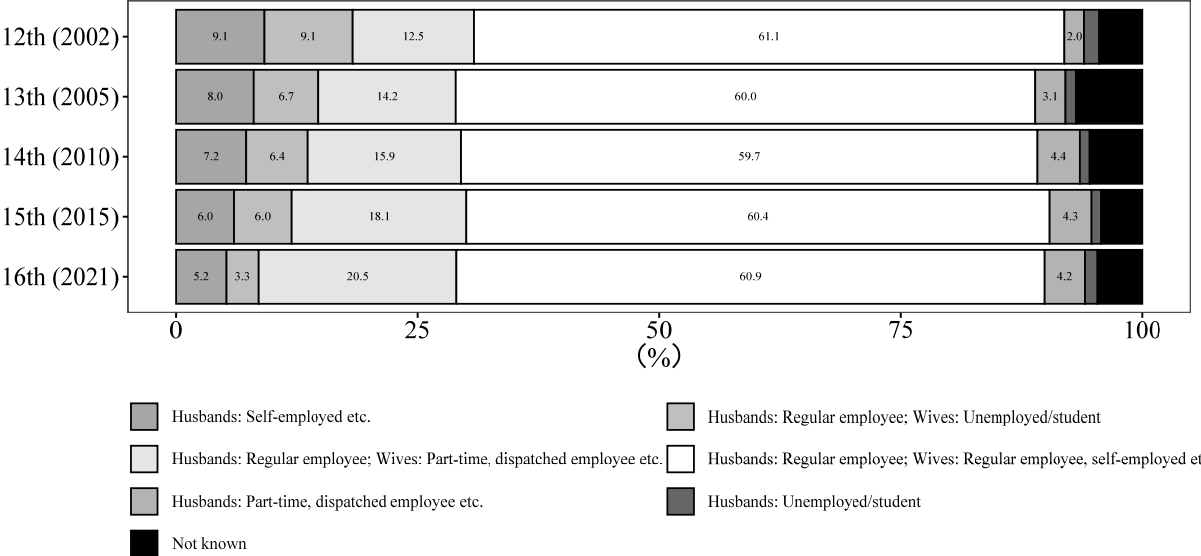 12th (2002) 9.1 9.1 12.5 61.1 2.0
13th (2005) 8.0 6.7 14.2 60.0 3.1
14th (2010) 7.2 6.4 15.9 59.7 4.4
15th (2015) 6.0 6.0 18.1 60.4 4.3
16th (2021) 5.2 3.3 20.5 60.9 4.2
0 25 50 75 100
(%)
Husbands: Self-employed etc. Husbands: Regular employee; Wives: Unemployed/student
Husbands: Regular employee; Wives: Part-time, dispatched employee etc. Husbands: Regular employee; Wives: Regular employee, self-employed et
Husbands: Part-time, dispatched employee etc. Husbands: Unemployed/student
Not known